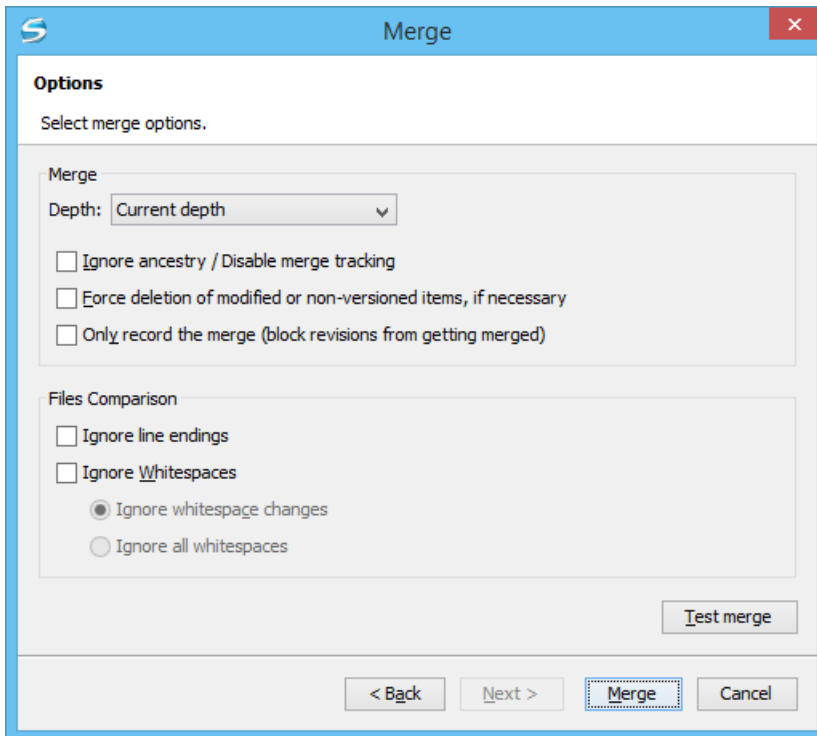 Merge
Options
Select merge options.
Merge
Depth: Current depth
Ignore ancestry / Disable merge tracking
Force deletion of modified or non-versioned items, if necessary
Only record the merge (block revisions from getting merged)
Files Comparison
Ignore line endings
Ignore Whitespaces
Ignore whitespace changes
Ignore all whitespaces
Test merge
< Back Next > Merge Cancel